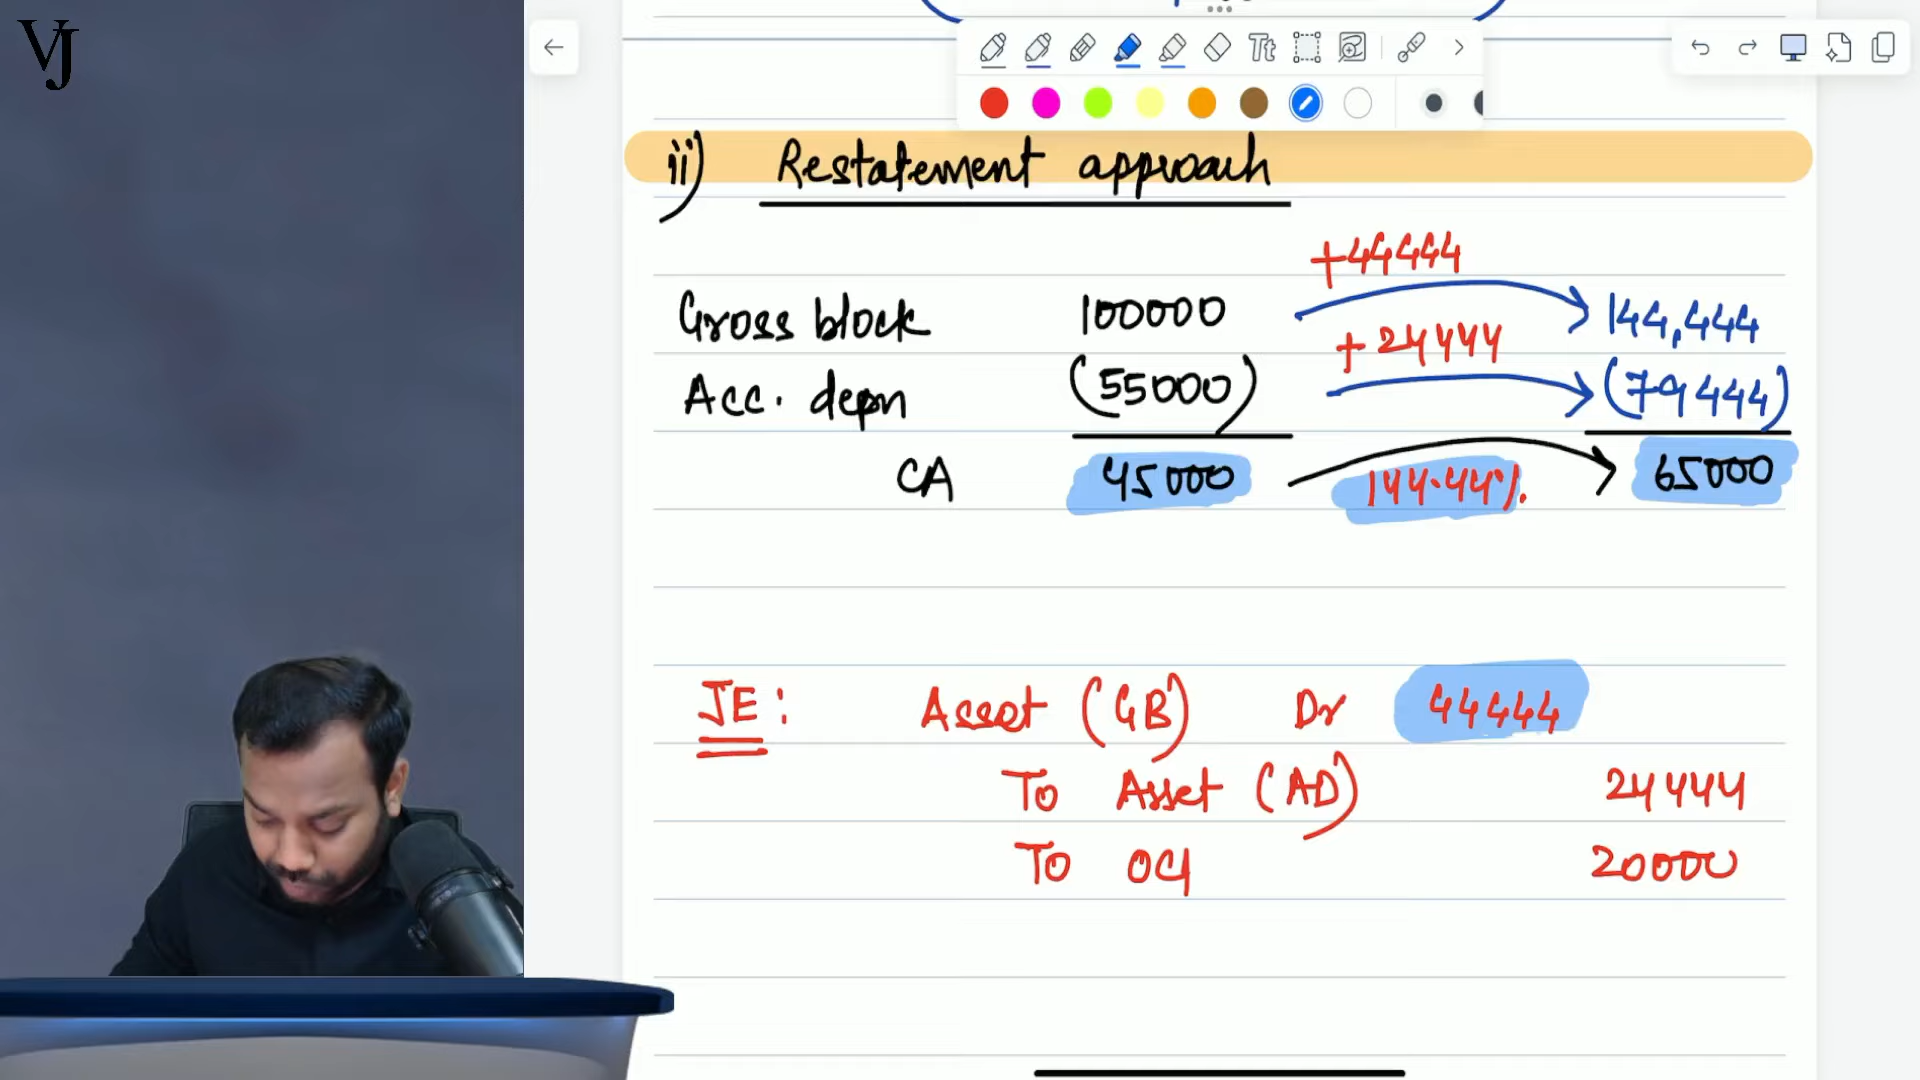 VJ
Tt
ii) Restatement approach
+44444
Gross block 100000 144,444
+24444
Acc. depn (55000) (79444)
CA 45000 144.44% 65000
JE: Asset (GB) Dr 44444
To Asset (AD) 24444
To OCI 20000